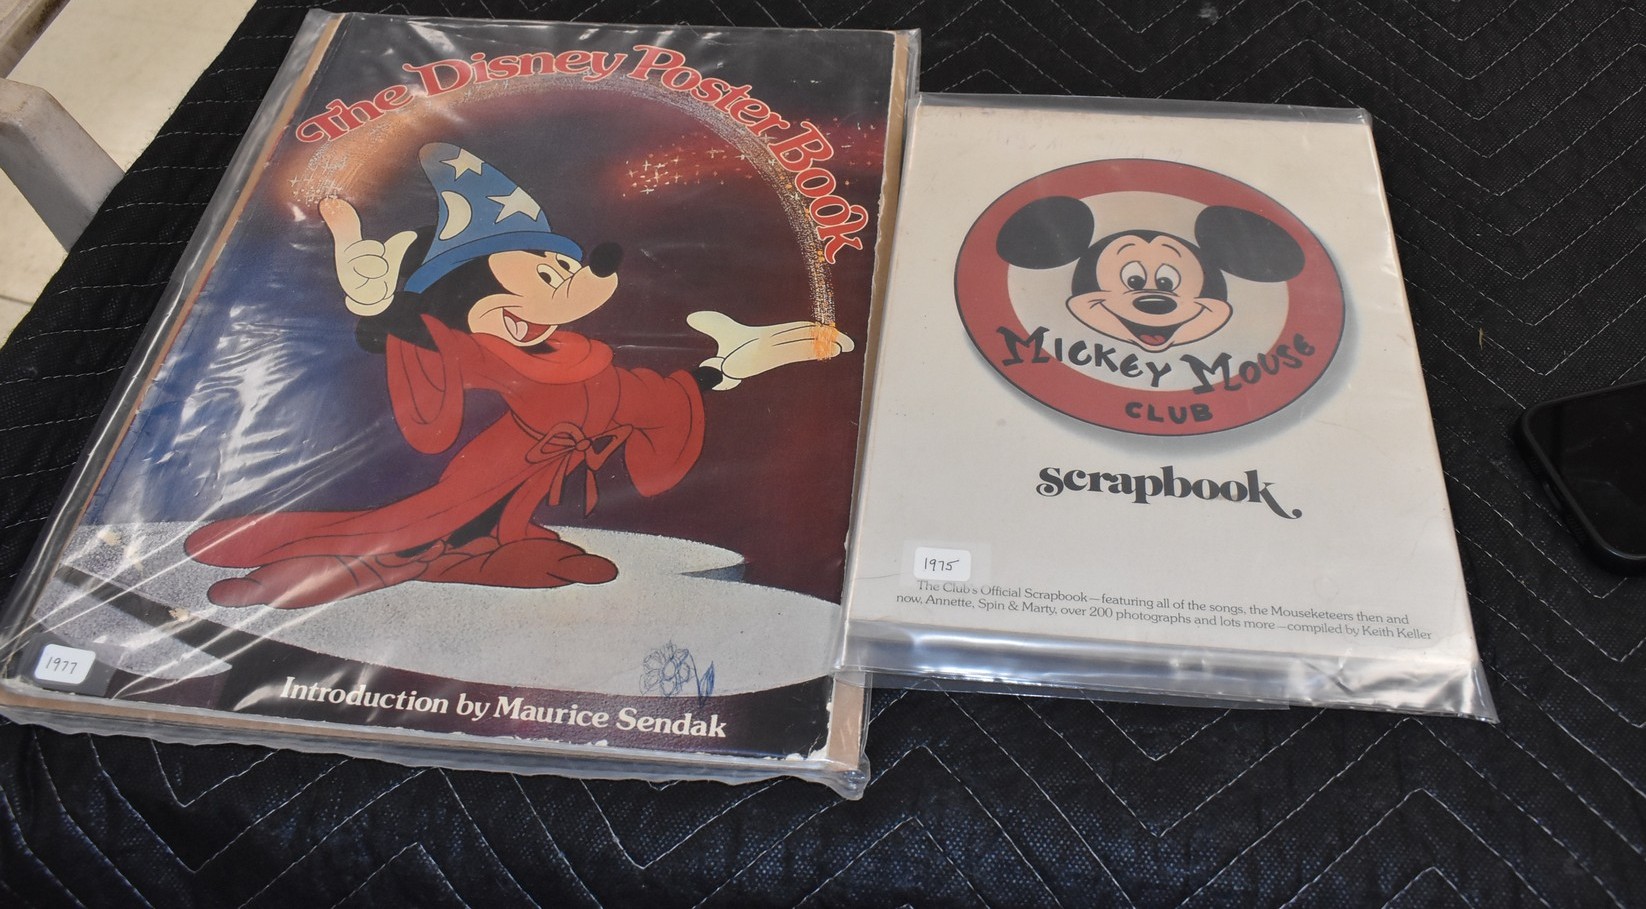 The Disney Poster Book
1977
Introduction by Maurice Sendak
MICKEY MOUSE
CLUB
scrapbook
1975
The Club's Official Scrapbook—featuring all of the songs, the Mouseketeers then and
now, Annette, Spin & Marty, over 200 photographs and lots more—compiled by Keith Keller